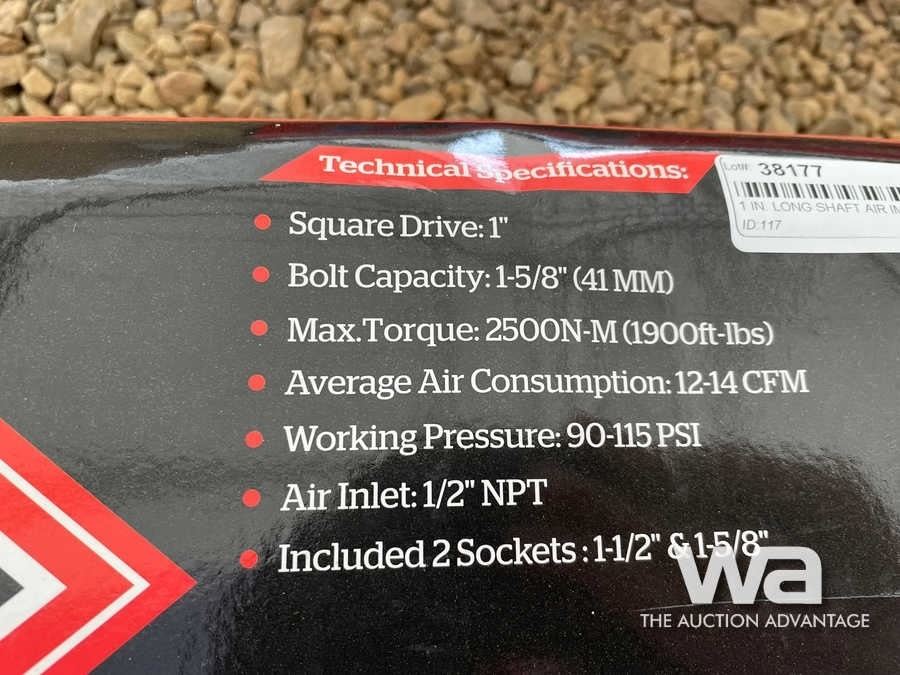 Technical Specifications:
Lot#: 38177
1 IN. LONG SHAFT AIR
ID:117
Square Drive: 1"
Bolt Capacity: 1-5/8" (41 MM)
Max.Torque: 2500N-M (1900ft-lbs)
Average Air Consumption: 12-14 CFM
Working Pressure: 90-115 PSI
Air Inlet: 1/2" NPT
Included 2 Sockets : 1-1/2" & 1-5/8"
wa
THE AUCTION ADVANTAGE